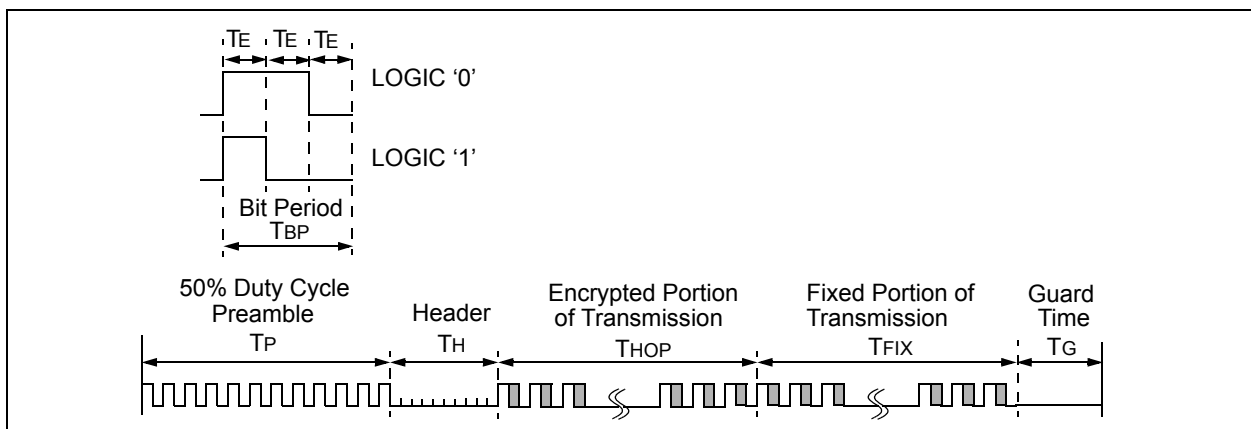 TE TE TE
LOGIC ‘0’
LOGIC ‘1’
Bit Period
TBP
50% Duty Cycle
Preamble
TP
Header
TH
Encrypted Portion
of Transmission
THOP
Fixed Portion of
Transmission
TFIX
Guard
Time
TG